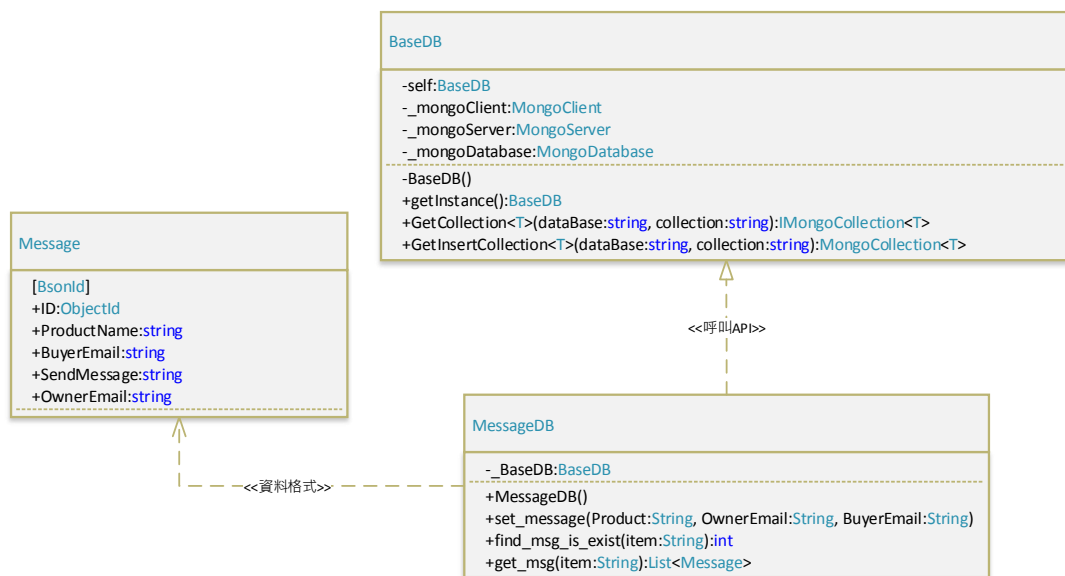 BaseDB
-self:BaseDB
-_mongoClient:MongoClient
-_mongoServer:MongoServer
-_mongoDatabase:MongoDatabase
-BaseDB()
+getInstance():BaseDB
+GetCollection<T>(dataBase:string, collection:string):IMongoCollection<T>
+GetInsertCollection<T>(dataBase:string, collection:string):MongoCollection<T>
Message
[BsonId]
+ID:ObjectId
+ProductName:string
+BuyerEmail:string
+SendMessage:string
+OwnerEmail:string
<<呼叫API>>
<<資料格式>>
MessageDB
-_BaseDB:BaseDB
+MessageDB()
+set_message(Product:String, OwnerEmail:String, BuyerEmail:String)
+find_msg_is_exist(item:String):int
+get_msg(item:String):List<Message>